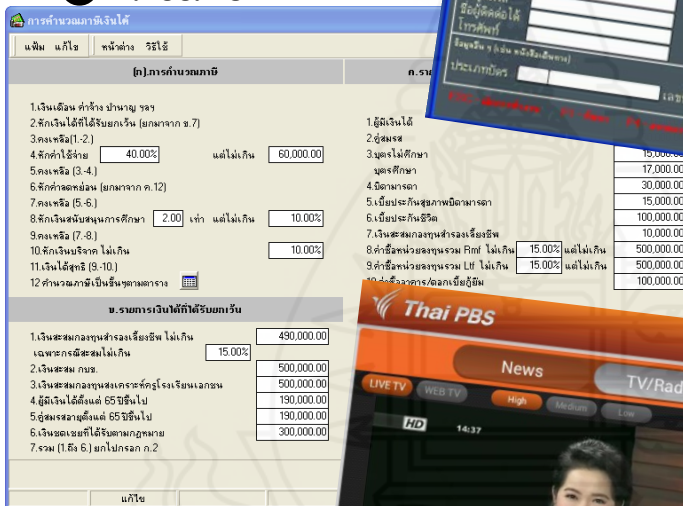 การคำนวณภาษีเงินได้
แฟ้ม แก้ไข หน้าต่าง วิธีใช้
(ก).การคำนวณภาษี
1.เงินเดือน ค่าจ้าง บำนาญ ฯลฯ
2.หักเงินได้ที่ได้รับยกเว้น (ยกมาจาก ข.7)
3.คงเหลือ(1.-2.)
4.หักค่าใช้จ่าย 40.00% แต่ไม่เกิน 60,000.00
5.คงเหลือ (3.-4.)
6.หักค่าลดหย่อน (ยกมาจาก ค.12)
7.คงเหลือ (5.-6.)
8.หักเงินสนับสนุนการศึกษา 2.00 เท่า แต่ไม่เกิน 10.00%
9.คงเหลือ (7.-8.)
10.หักเงินบริจาค ไม่เกิน 10.00%
11.เงินได้สุทธิ (9.-10.)
12 คำนวณภาษีเป็นขั้นๆตามตาราง
ข.รายการเงินได้ที่ได้รับยกเว้น
1.เงินสะสมกองทุนสำรองเลี้ยงชีพ ไม่เกิน 490,000.00
เฉพาะกรณีสะสมไม่เกิน 15.00%
2.เงินสะสม กบข. 500,000.00
3.เงินสะสมกองทุนสงเคราะห์ครูโรงเรียนเอกชน 500,000.00
4.ผู้มีเงินได้ตั้งแต่ 65 ปีขึ้นไป 190,000.00
5.คู่สมรสอายุตั้งแต่ 65 ปีขึ้นไป 190,000.00
6.เงินชดเชยที่ได้รับตามกฎหมาย 300,000.00
7.รวม (1.ถึง 6.) ยกไปกรอก ก.2
แก้ไข
1.ผู้มีเงินได้
2.คู่สมรส
3.บุตรไม่ศึกษา 15,000.00
บุตรศึกษา 17,000.00
4.บิดามารดา 30,000.00
5.เบี้ยประกันสุขภาพบิดามารดา 15,000.00
6.เบี้ยประกันชีวิต 100,000.00
7.เงินสะสมกองทุนสำรองเลี้ยงชีพ 10,000.00
8.ค่าซื้อหน่วยลงทุนรวม Rmf ไม่เกิน 15.00% แต่ไม่เกิน 500,000.00
9.ค่าซื้อหน่วยลงทุนรวม Ltf ไม่เกิน 15.00% แต่ไม่เกิน 500,000.00
100,000.00
ชื่อผู้ติดต่อได้
โทรศัพท์
ข้อมูลอื่น ๆ (เช่น หนังสือเดินทาง)
ประเภทบัตร
Thai PBS
News TV/Rad
LIVE TV WEB TV High Medium Low
HD 14:37